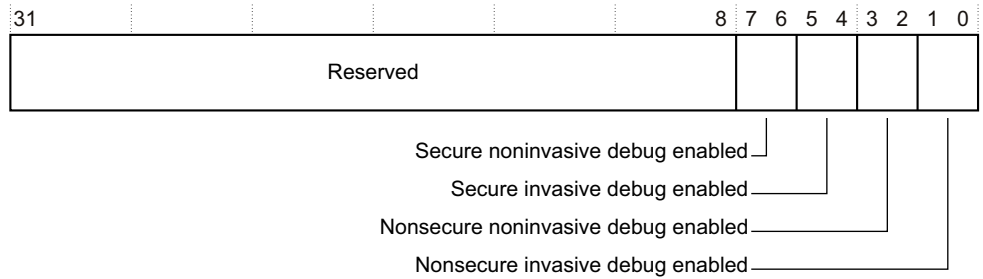 31 8 7 6 5 4 3 2 1 0
Reserved
Secure noninvasive debug enabled
Secure invasive debug enabled
Nonsecure noninvasive debug enabled
Nonsecure invasive debug enabled